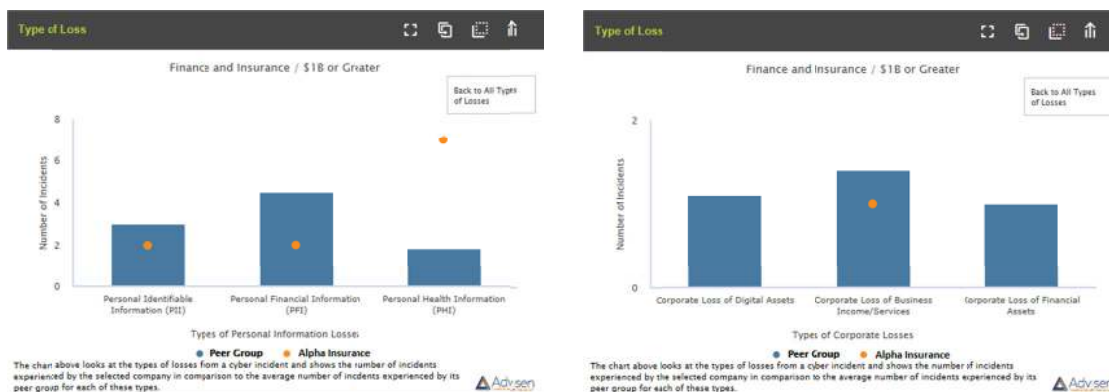 Type of Loss
Finance and Insurance / $1B or Greater
Back to All Types
of Losses
8
6
4
2
0
Number of Incidents
Personal Identifiable
Information (PII)
Personal Financial Information
(PFI)
Personal Health Information
(PHI)
Types of Personal Information Losses
Peer Group
Alpha Insurance
The chart above looks at the types of losses from a cyber incident and shows the number of incidents
experienced by the selected company in comparison to the average number of incidents experienced by its
peer group for each of these types.
Advisen
Type of Loss
Finance and Insurance / $1B or Greater
Back to All Types
of Losses
2
0
Number of Incidents
Corporate Loss of Digital Assets
Corporate Loss of Business
Income/Services
Corporate Loss of Financial
Assets
Types of Corporate Losses
Peer Group
Alpha Insurance
The chart above looks at the types of losses from a cyber incident and shows the number of incidents
experienced by the selected company in comparison to the average number of incidents experienced by its
peer group for each of these types.
Advisen